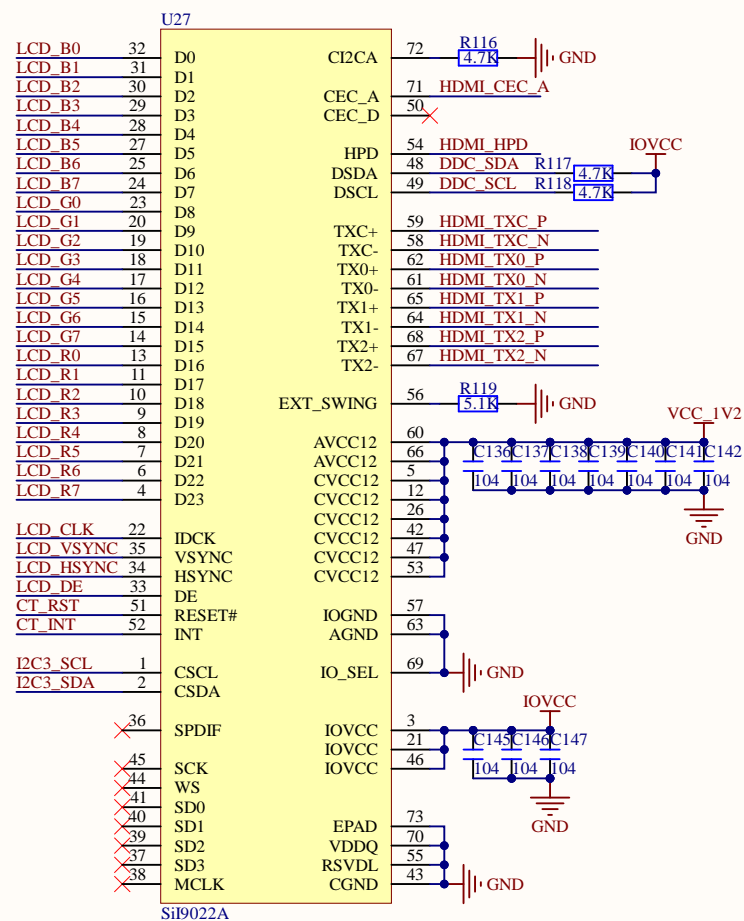 U27
LCD_B0 32 D0 CI2CA 72 R116 4.7K GND
LCD_B1 31 D1
LCD_B2 30 D2 CEC_A 71 HDMI_CEC_A
LCD_B3 29 D3 CEC_D 50
LCD_B4 28 D4
LCD_B5 27 D5 HPD 54 HDMI_HPD IOVCC
LCD_B6 25 D6 DSDA 48 DDC_SDA R117 4.7K
LCD_B7 24 D7 DSCL 49 DDC_SCL R118 4.7K
LCD_G0 23 D8
LCD_G1 20 D9 TXC+ 59 HDMI_TXC_P
LCD_G2 19 D10 TXC- 58 HDMI_TXC_N
LCD_G3 18 D11 TX0+ 62 HDMI_TX0_P
LCD_G4 17 D12 TX0- 61 HDMI_TX0_N
LCD_G5 16 D13 TX1+ 65 HDMI_TX1_P
LCD_G6 15 D14 TX1- 64 HDMI_TX1_N
LCD_G7 14 D15 TX2+ 68 HDMI_TX2_P
LCD_R0 13 D16 TX2- 67 HDMI_TX2_N
LCD_R1 11 D17
LCD_R2 10 D18 EXT_SWING 56 R119 5.1K GND
LCD_R3 9 D19 VCC_1V2
LCD_R4 8 D20 AVCC12 60
LCD_R5 7 D21 AVCC12 66 C136 C137 C138 C139 C140 C141 C142
LCD_R6 6 D22 CVCC12 5 104 104 104 104 104 104 104
LCD_R7 4 D23 CVCC12 12
CVCC12 26
LCD_CLK 22 IDCK CVCC12 42 GND
LCD_VSYNC 35 VSYNC CVCC12 47
LCD_HSYNC 34 HSYNC CVCC12 53
LCD_DE 33 DE
CT_RST 51 RESET# IOGND 57
CT_INT 52 INT AGND 63
I2C3_SCL 1 CSCL IO_SEL 69 GND
I2C3_SDA 2 CSDA
IOVCC
36 SPDIF IOVCC 3
IOVCC 21 C145 C146 C147
45 SCK IOVCC 46 104 104 104
44 WS
41 SD0
40 SD1 EPAD 73 GND
39 SD2 VDDQ 70
37 SD3 RSVDL 55
38 MCLK CGND 43 GND
SiI9022A